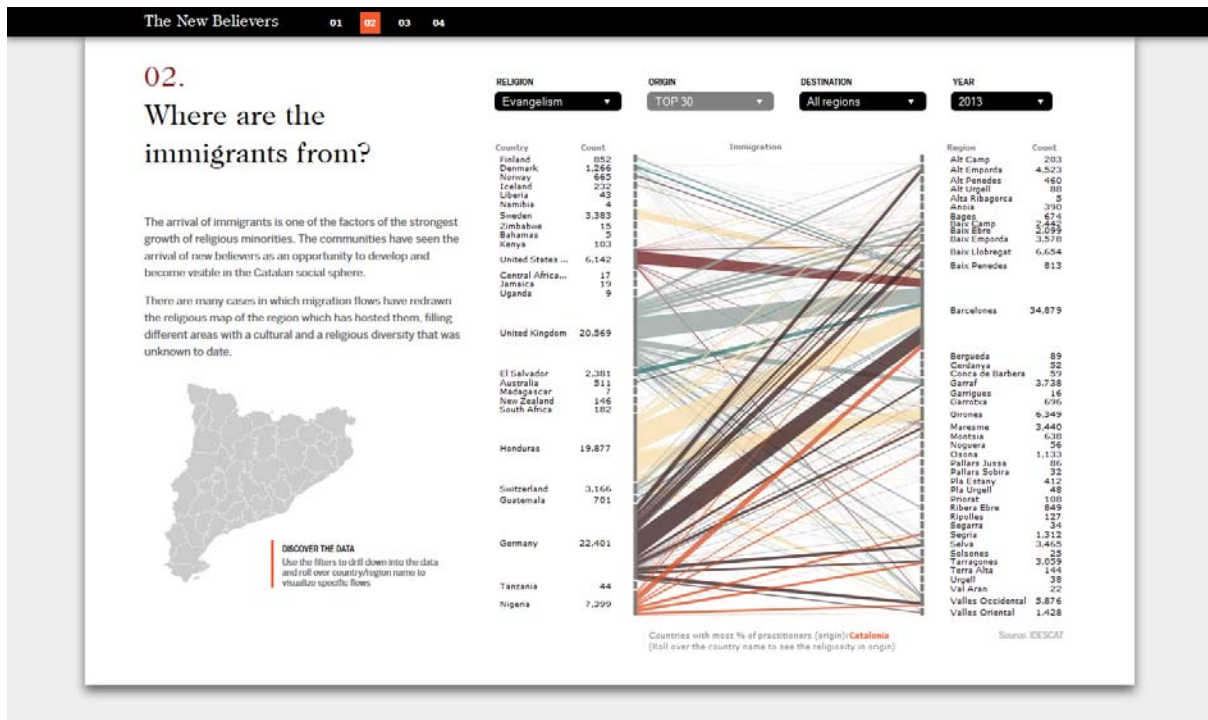 The New Believers 01 02 03 04
02.
Where are the
immigrants from?
The arrival of immigrants is one of the factors of the strongest
growth of religious minorities. The communities have seen the
arrival of new believers as an opportunity to develop and
become visible in the Catalan social sphere.
There are many cases in which migration flows have redrawn
the religious map of the region which has hosted them, filling
different areas with a cultural and a religious diversity that was
unknown to date.
DISCOVER THE DATA
Use the filters to drill down into the data
and roll over country/region name to
visualize specific flows
RELIGION ORIGIN DESTINATION YEAR
Evangelism TOP 30 All regions 2013
Country Count
Finland 852
Denmark 1,266
Norway 665
Iceland 232
Liberia 43
Namibia 4
Sweden 3,383
Zimbabwe 15
Bahamas 5
Kenya 103
United States ... 6,142
Central Africa... 17
Jamaica 19
Uganda 9
United Kingdom 20,569
El Salvador 2,381
Australia 511
Madagascar 7
New Zealand 146
South Africa 182
Honduras 19,877
Switzerland 3,166
Guatemala 701
Germany 22,401
Tanzania 44
Nigeria 7,399
Immigration
Region Count
Alt Camp 203
Alt Emporda 4,523
Alt Penedes 460
Alt Urgell 88
Alta Ribagorca 5
Anoia 390
Bages 674
Baix Camp 2,442
Baix Ebre 2,099
Baix Emporda 3,578
Baix Llobregat 6,654
Baix Penedes 813
Barcelones 34,879
Bergueda 89
Cerdanya 52
Conca de Barbera 59
Garraf 3,738
Garrigues 16
Garrotxa 696
Girones 6,349
Maresme 3,440
Montsia 638
Noguera 56
Osona 1,133
Pallars Jussa 86
Pallars Sobira 32
Pla Estany 412
Pla Urgell 48
Priorat 108
Ribera Ebre 849
Ripolles 127
Segarra 34
Segria 1,312
Selva 3,465
Solsones 25
Tarragones 3,059
Terra Alta 144
Urgell 38
Val Aran 22
Valles Occidental 5,876
Valles Oriental 1,428
Countries with most % of practitioners (origin): Catalonia
(Roll over the country name to see the religiosity in origin)
Source: IDESCAT